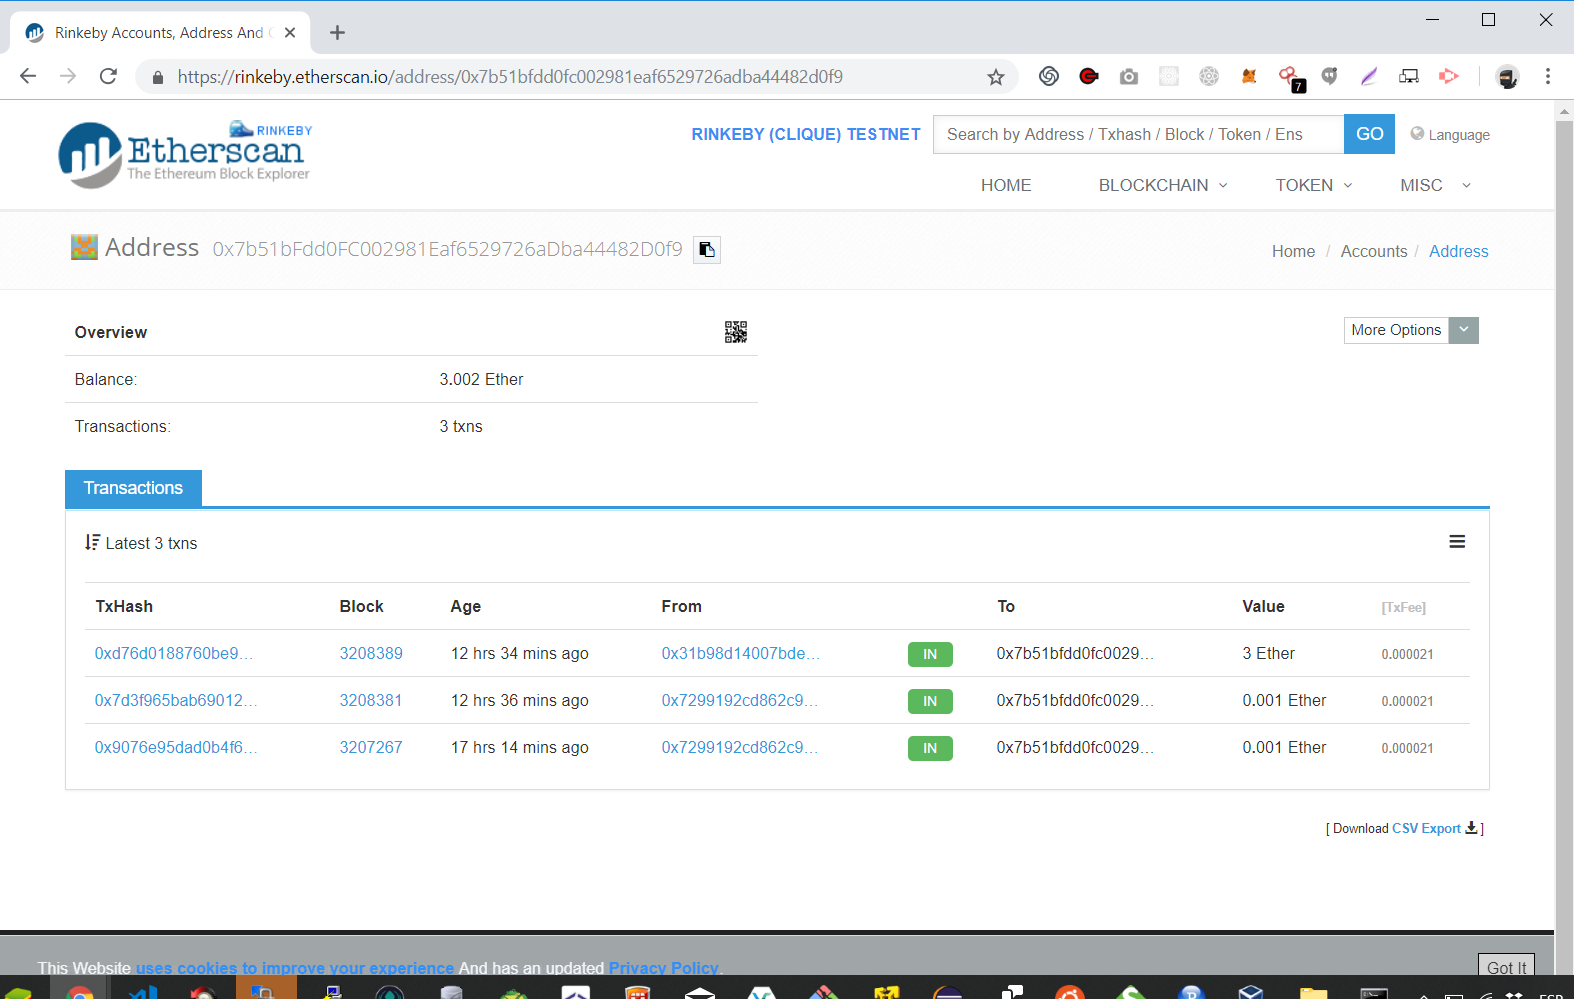 Rinkeby Accounts, Address And
https://rinkeby.etherscan.io/address/0x7b51bfdd0fc002981eaf6529726adba44482d0f9
7
RINKEBY
Etherscan
The Ethereum Block Explorer
RINKEBY (CLIQUE) TESTNET
Search by Address / Txhash / Block / Token / Ens
GO
Language
HOME BLOCKCHAIN TOKEN MISC
Address 0x7b51bFdd0FC002981Eaf6529726aDba44482D0f9
Home / Accounts / Address
Overview
More Options
Balance: 3.002 Ether
Transactions: 3 txns
Transactions
Latest 3 txns
TxHash Block Age From To Value [TxFee]
0xd76d0188760be9... 3208389 12 hrs 34 mins ago 0x31b98d14007bde... IN 0x7b51bfdd0fc0029... 3 Ether 0.000021
0x7d3f965bab69012... 3208381 12 hrs 36 mins ago 0x7299192cd862c9... IN 0x7b51bfdd0fc0029... 0.001 Ether 0.000021
0x9076e95dad0b4f6... 3207267 17 hrs 14 mins ago 0x7299192cd862c9... IN 0x7b51bfdd0fc0029... 0.001 Ether 0.000021
[ Download CSV Export ]
This Website uses cookies to improve your experience And has an updated Privacy Policy.
Got It
ESP